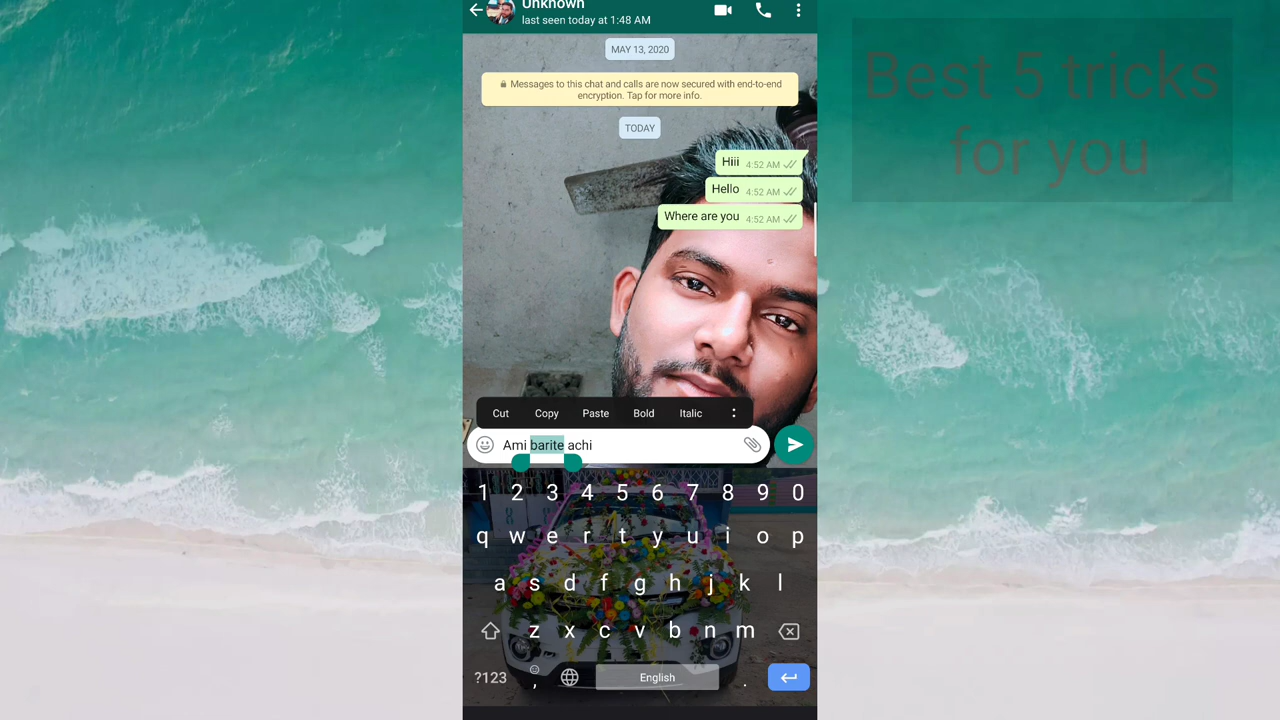 Unknown
last seen today at 1:48 AM
Best 5 tricks
for you
MAY 13, 2020
Messages to this chat and calls are now secured with end-to-end
encryption. Tap for more info.
TODAY
Hiii 4:52 AM
Hello 4:52 AM
Where are you 4:52 AM
Cut Copy Paste Bold Italic
Ami barite achi
1 2 3 4 5 6 7 8 9 0
q w e r t y u i o p
a s d f g h j k l
z x c v b n m
?123 , English .